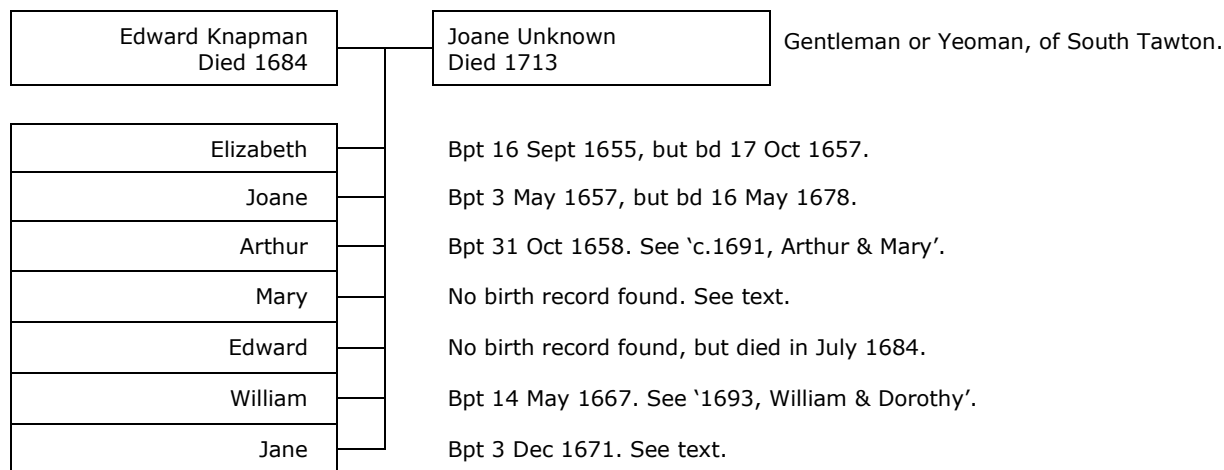 Edward Knapman
Died 1684
Joane Unknown
Died 1713
Gentleman or Yeoman, of South Tawton.
Elizabeth Bpt 16 Sept 1655, but bd 17 Oct 1657.
Joane Bpt 3 May 1657, but bd 16 May 1678.
Arthur Bpt 31 Oct 1658. See ‘c.1691, Arthur & Mary’.
Mary No birth record found. See text.
Edward No birth record found, but died in July 1684.
William Bpt 14 May 1667. See ‘1693, William & Dorothy’.
Jane Bpt 3 Dec 1671. See text.